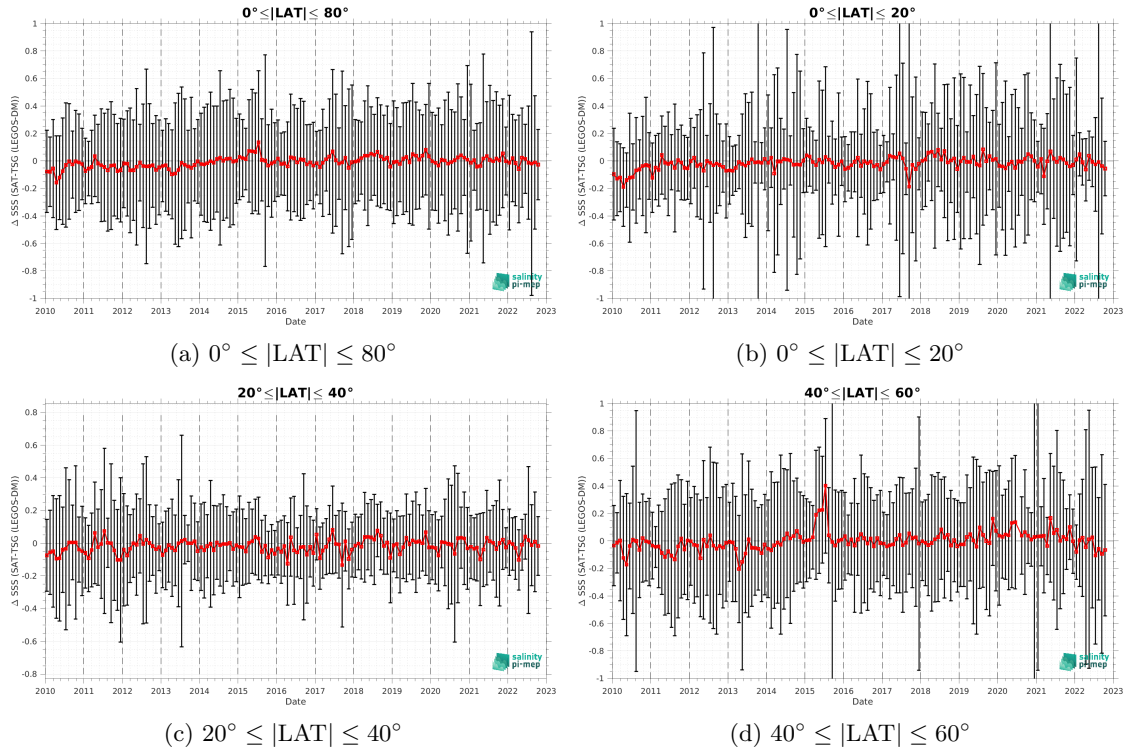 0°≤|LAT|≤ 80°
Δ SSS (SAT-TSG (LEGOS-DM))
1
0.8
0.6
0.4
0.2
0
-0.2
-0.4
-0.6
-0.8
-1
2010 2011 2012 2013 2014 2015 2016 2017 2018 2019 2020 2021 2022 2023
Date
salinity
pi-mep
(a) 0° ≤ |LAT| ≤ 80°
0°≤|LAT|≤ 20°
Δ SSS (SAT-TSG (LEGOS-DM))
1
0.8
0.6
0.4
0.2
0
-0.2
-0.4
-0.6
-0.8
-1
2010 2011 2012 2013 2014 2015 2016 2017 2018 2019 2020 2021 2022 2023
Date
salinity
pi-mep
(b) 0° ≤ |LAT| ≤ 20°
20°≤|LAT|≤ 40°
Δ SSS (SAT-TSG (LEGOS-DM))
0.8
0.6
0.4
0.2
0
-0.2
-0.4
-0.6
-0.8
2010 2011 2012 2013 2014 2015 2016 2017 2018 2019 2020 2021 2022 2023
Date
salinity
pi-mep
(c) 20° ≤ |LAT| ≤ 40°
40°≤|LAT|≤ 60°
Δ SSS (SAT-TSG (LEGOS-DM))
1
0.8
0.6
0.4
0.2
0
-0.2
-0.4
-0.6
-0.8
-1
2010 2011 2012 2013 2014 2015 2016 2017 2018 2019 2020 2021 2022 2023
Date
salinity
pi-mep
(d) 40° ≤ |LAT| ≤ 60°